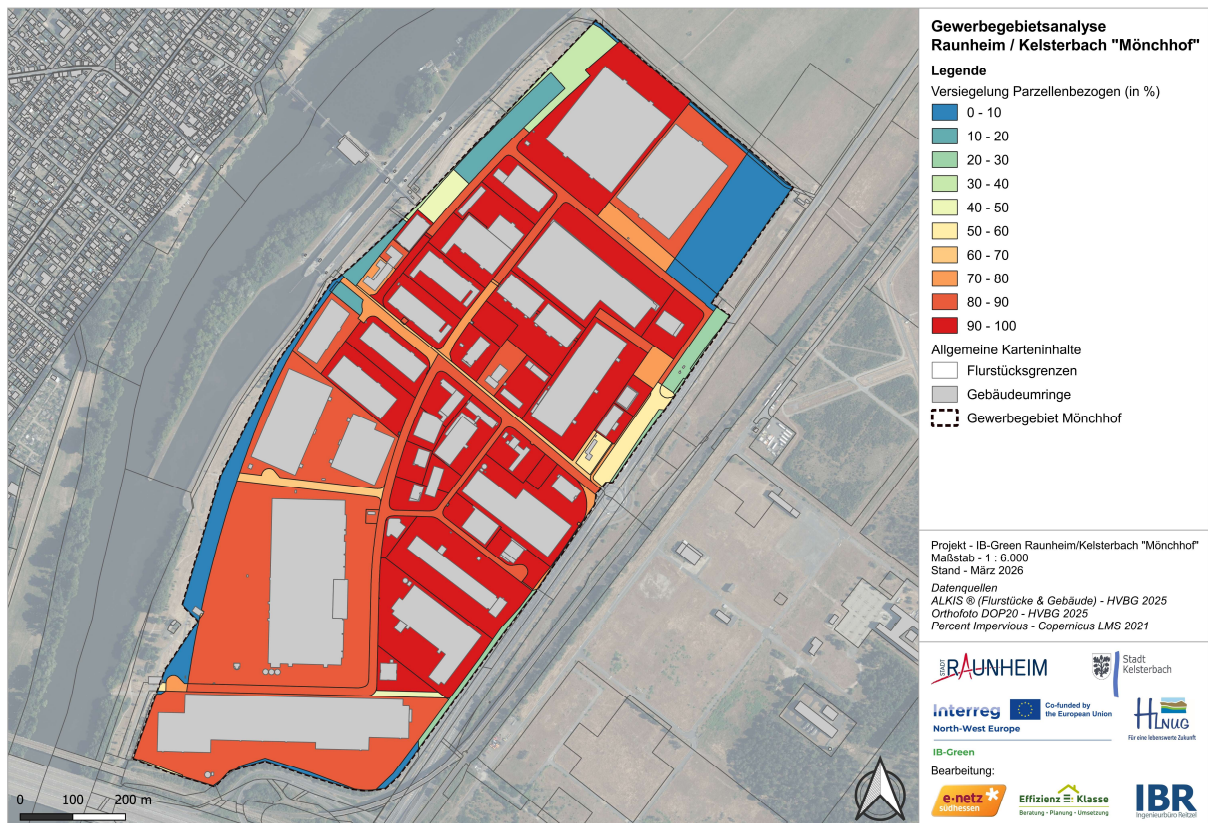 Gewerbegebietsanalyse
Raunheim / Kelsterbach "Mönchhof"
Legende
Versiegelung Parzellenbezogen (in %)
0 - 10
10 - 20
20 - 30
30 - 40
40 - 50
50 - 60
60 - 70
70 - 80
80 - 90
90 - 100
Allgemeine Karteninhalte
Flurstücksgrenzen
Gebäudeumringe
Gewerbegebiet Mönchhof
Projekt - IB-Green Raunheim/Kelsterbach "Mönchhof"
Maßstab - 1 : 6.000
Stand - März 2026
Datenquellen
ALKIS ® (Flurstücke & Gebäude) - HVBG 2025
Orthofoto DOP20 - HVBG 2025
Percent Impervious - Copernicus LMS 2021
STADT RAUNHEIM
Stadt
Kelsterbach
Interreg
Co-funded by
the European Union
North-West Europe
HLNUG
Für eine lebenswerte Zukunft
IB-Green
Bearbeitung:
e-netz
südhessen
Effizienz Klasse
Beratung • Planung • Umsetzung
IBR
Ingenieurbüro Reitzel
0 100 200 m